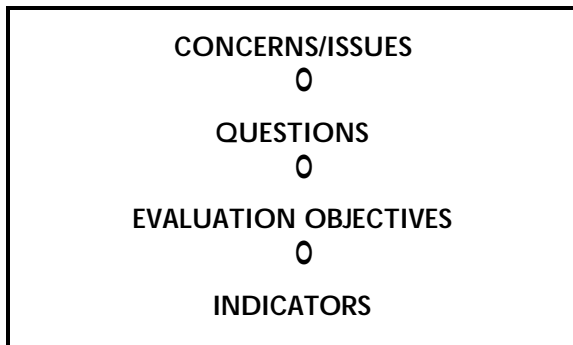 CONCERNS/ISSUES
O
QUESTIONS
O
EVALUATION OBJECTIVES
O
INDICATORS